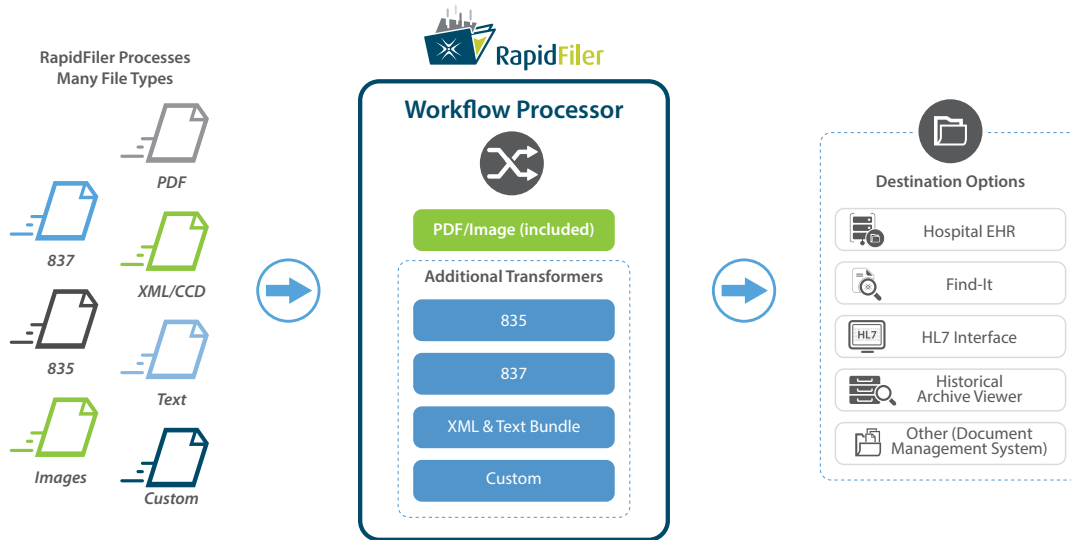 RapidFiler Processes
Many File Types
PDF
837
XML/CCD
835
Text
Images
Custom
RapidFiler
Workflow Processor
PDF/Image (included)
Additional Transformers
835
837
XML & Text Bundle
Custom
Destination Options
Hospital EHR
Find-It
HL7
HL7 Interface
Historical
Archive Viewer
Other (Document
Management System)